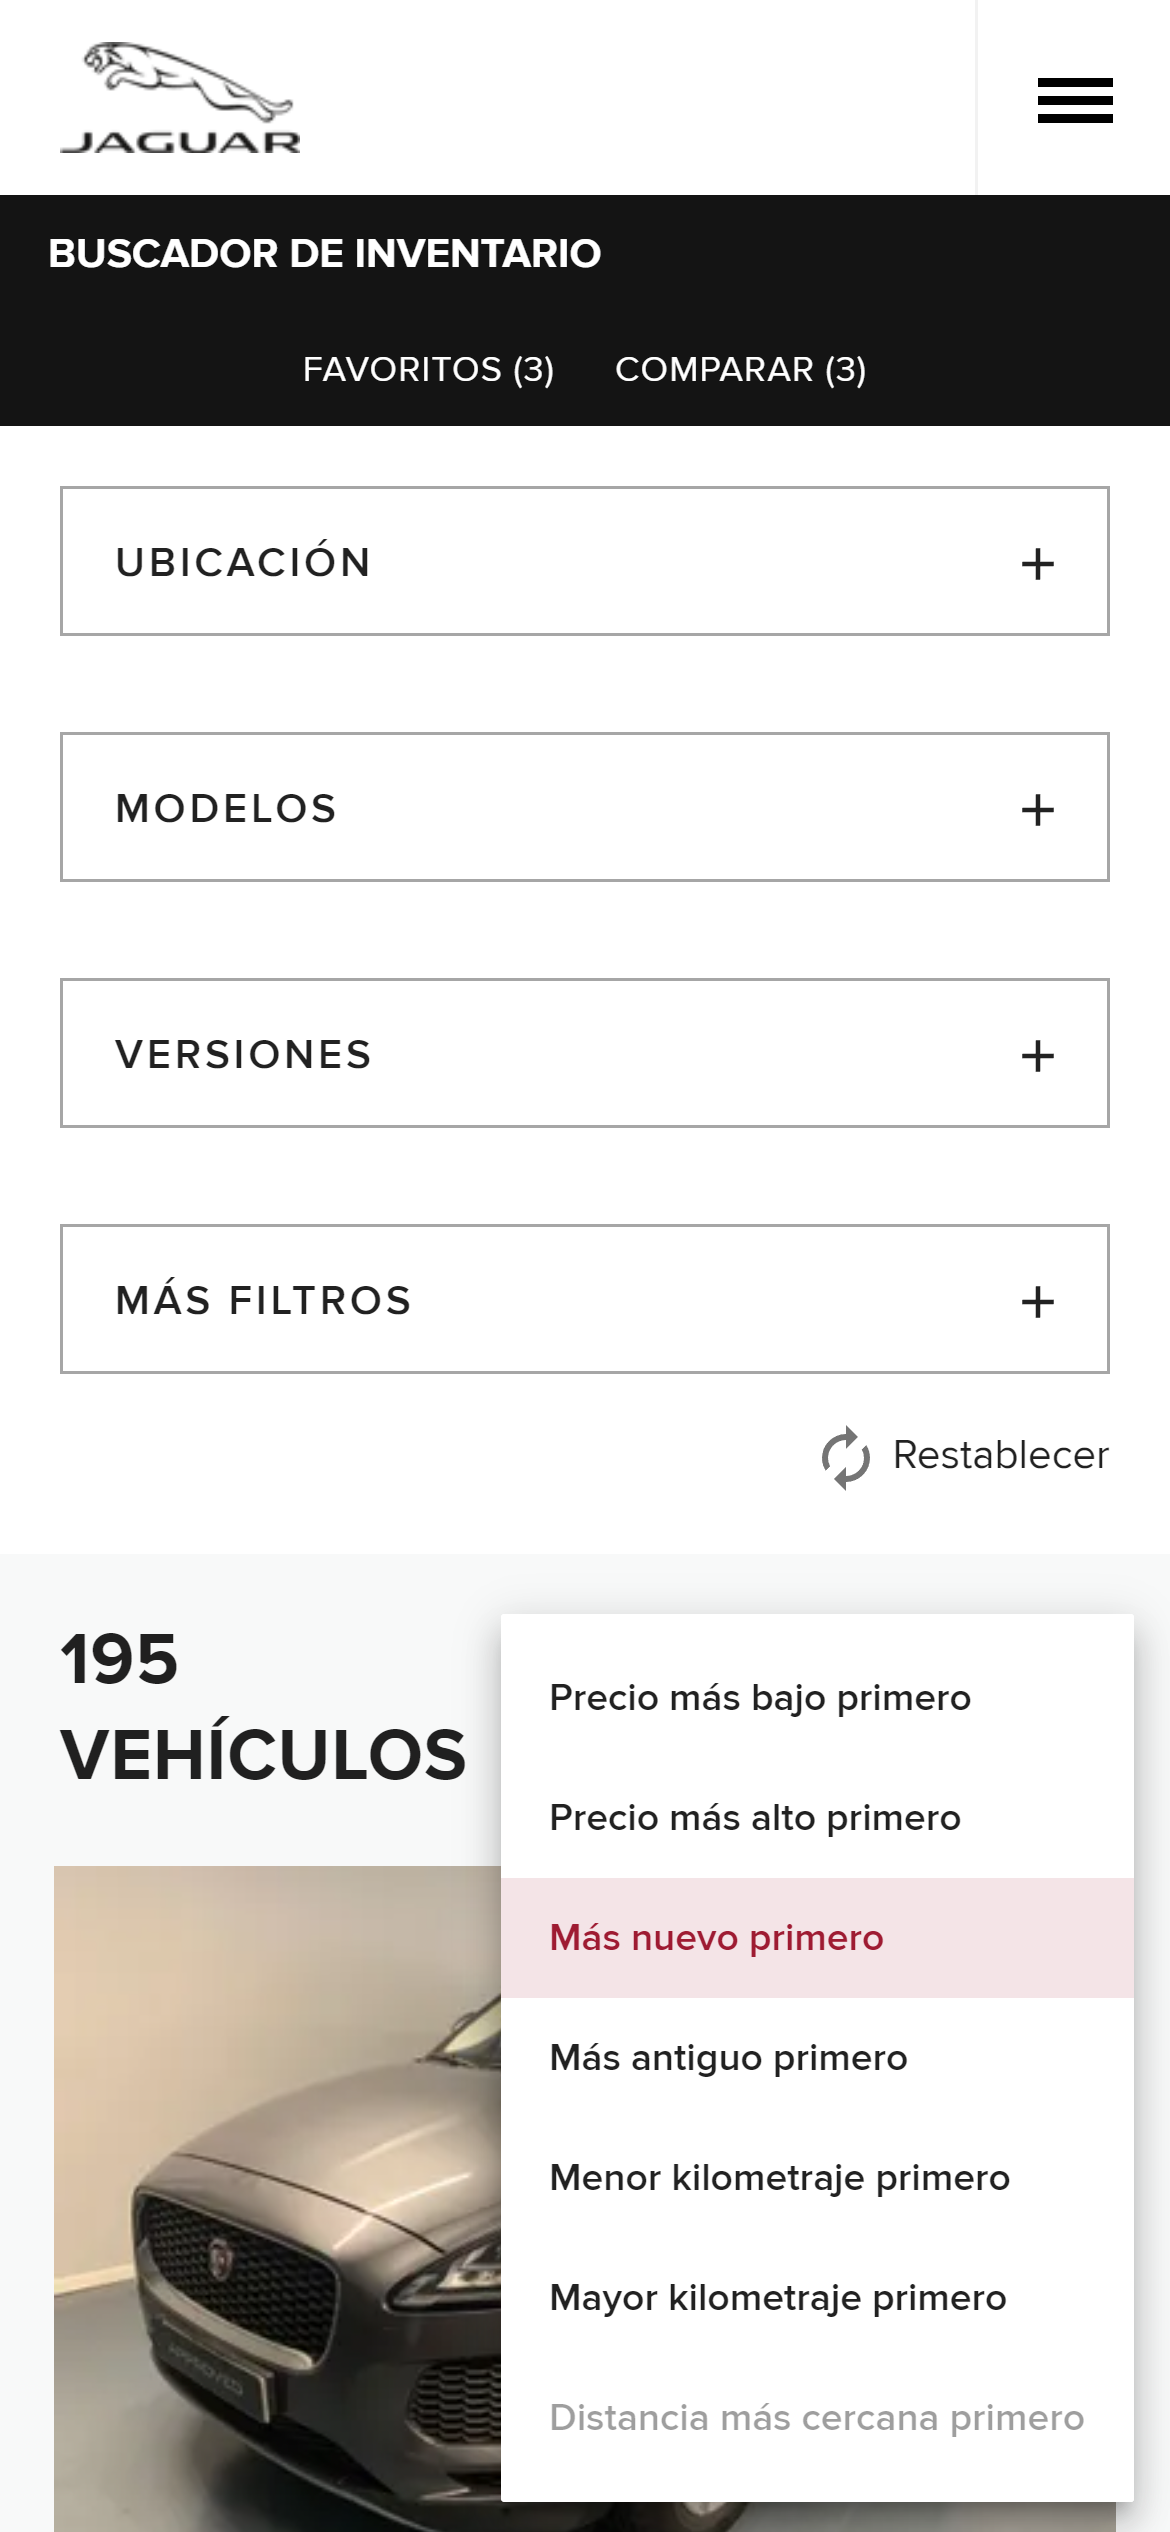 JAGUAR
BUSCADOR DE INVENTARIO
FAVORITOS (3) COMPARAR (3)
UBICACIÓN
MODELOS
VERSIONES
MÁS FILTROS
Restablecer
195
VEHÍCULOS
Precio más bajo primero
Precio más alto primero
Más nuevo primero
Más antiguo primero
Menor kilometraje primero
Mayor kilometraje primero
Distancia más cercana primero
APPROVED